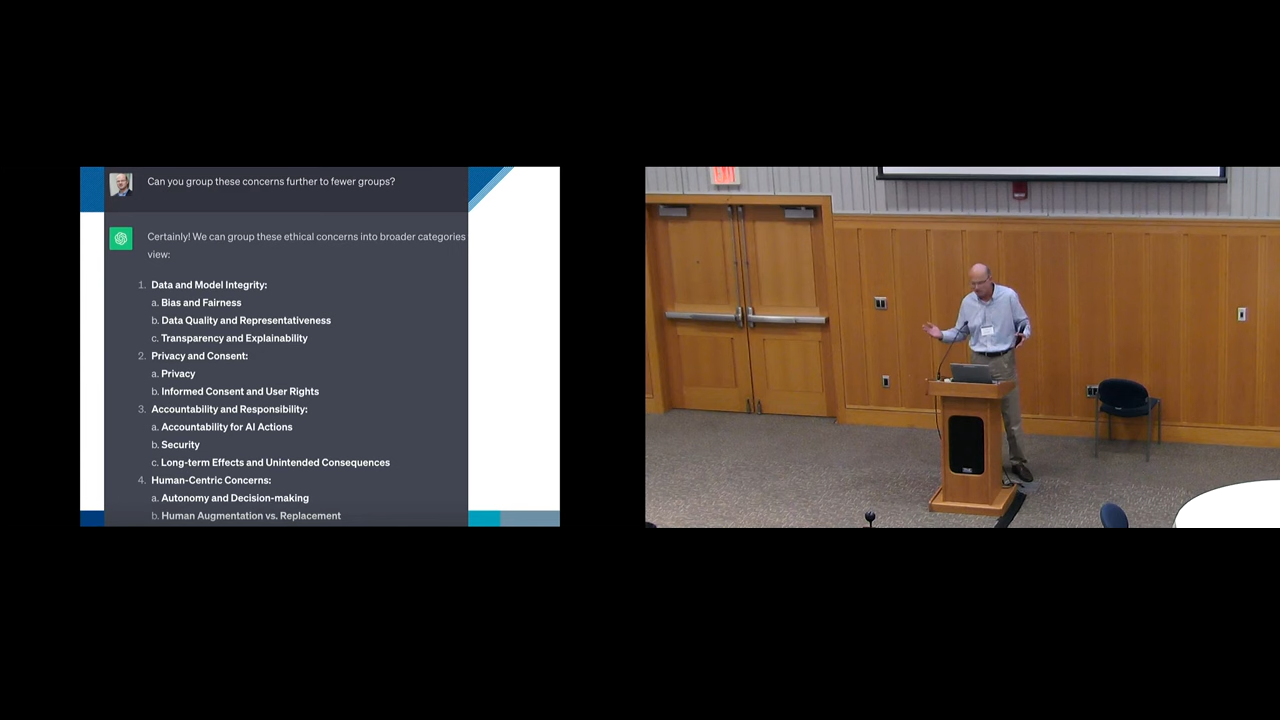 Can you group these concerns further to fewer groups?
Certainly! We can group these ethical concerns into broader categories
view:
1. Data and Model Integrity:
a. Bias and Fairness
b. Data Quality and Representativeness
c. Transparency and Explainability
2. Privacy and Consent:
a. Privacy
b. Informed Consent and User Rights
3. Accountability and Responsibility:
a. Accountability for AI Actions
b. Security
c. Long-term Effects and Unintended Consequences
4. Human-Centric Concerns:
a. Autonomy and Decision-making
b. Human Augmentation vs. Replacement